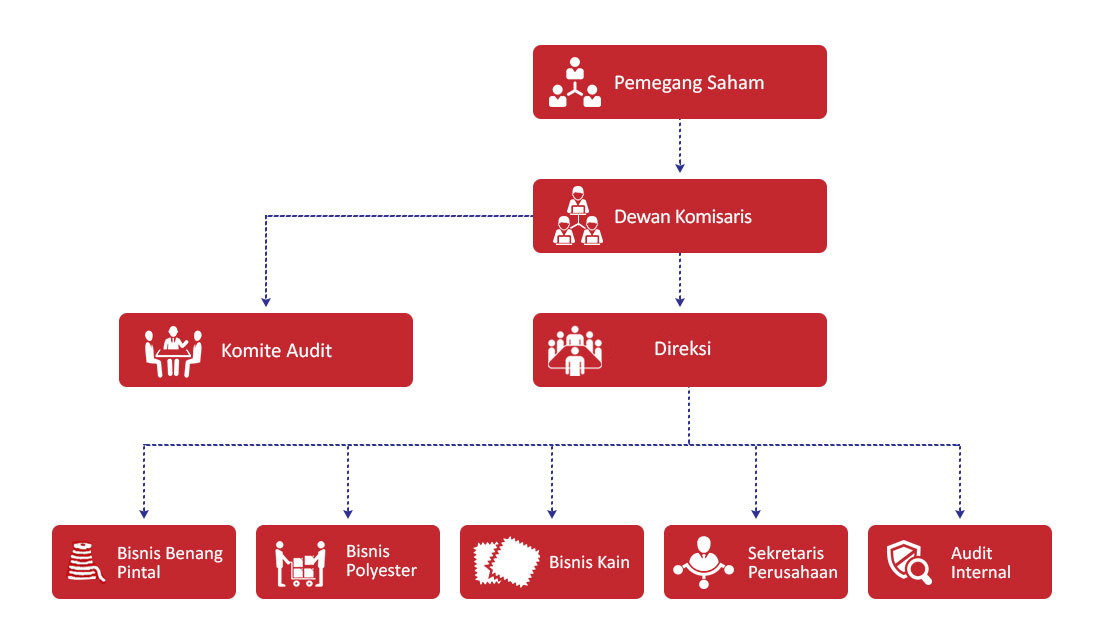 Pemegang Saham
Dewan Komisaris
Komite Audit
Direksi
Bisnis Benang
Pintal
Bisnis
Polyester
Bisnis Kain
Sekretaris
Perusahaan
Audit
Internal